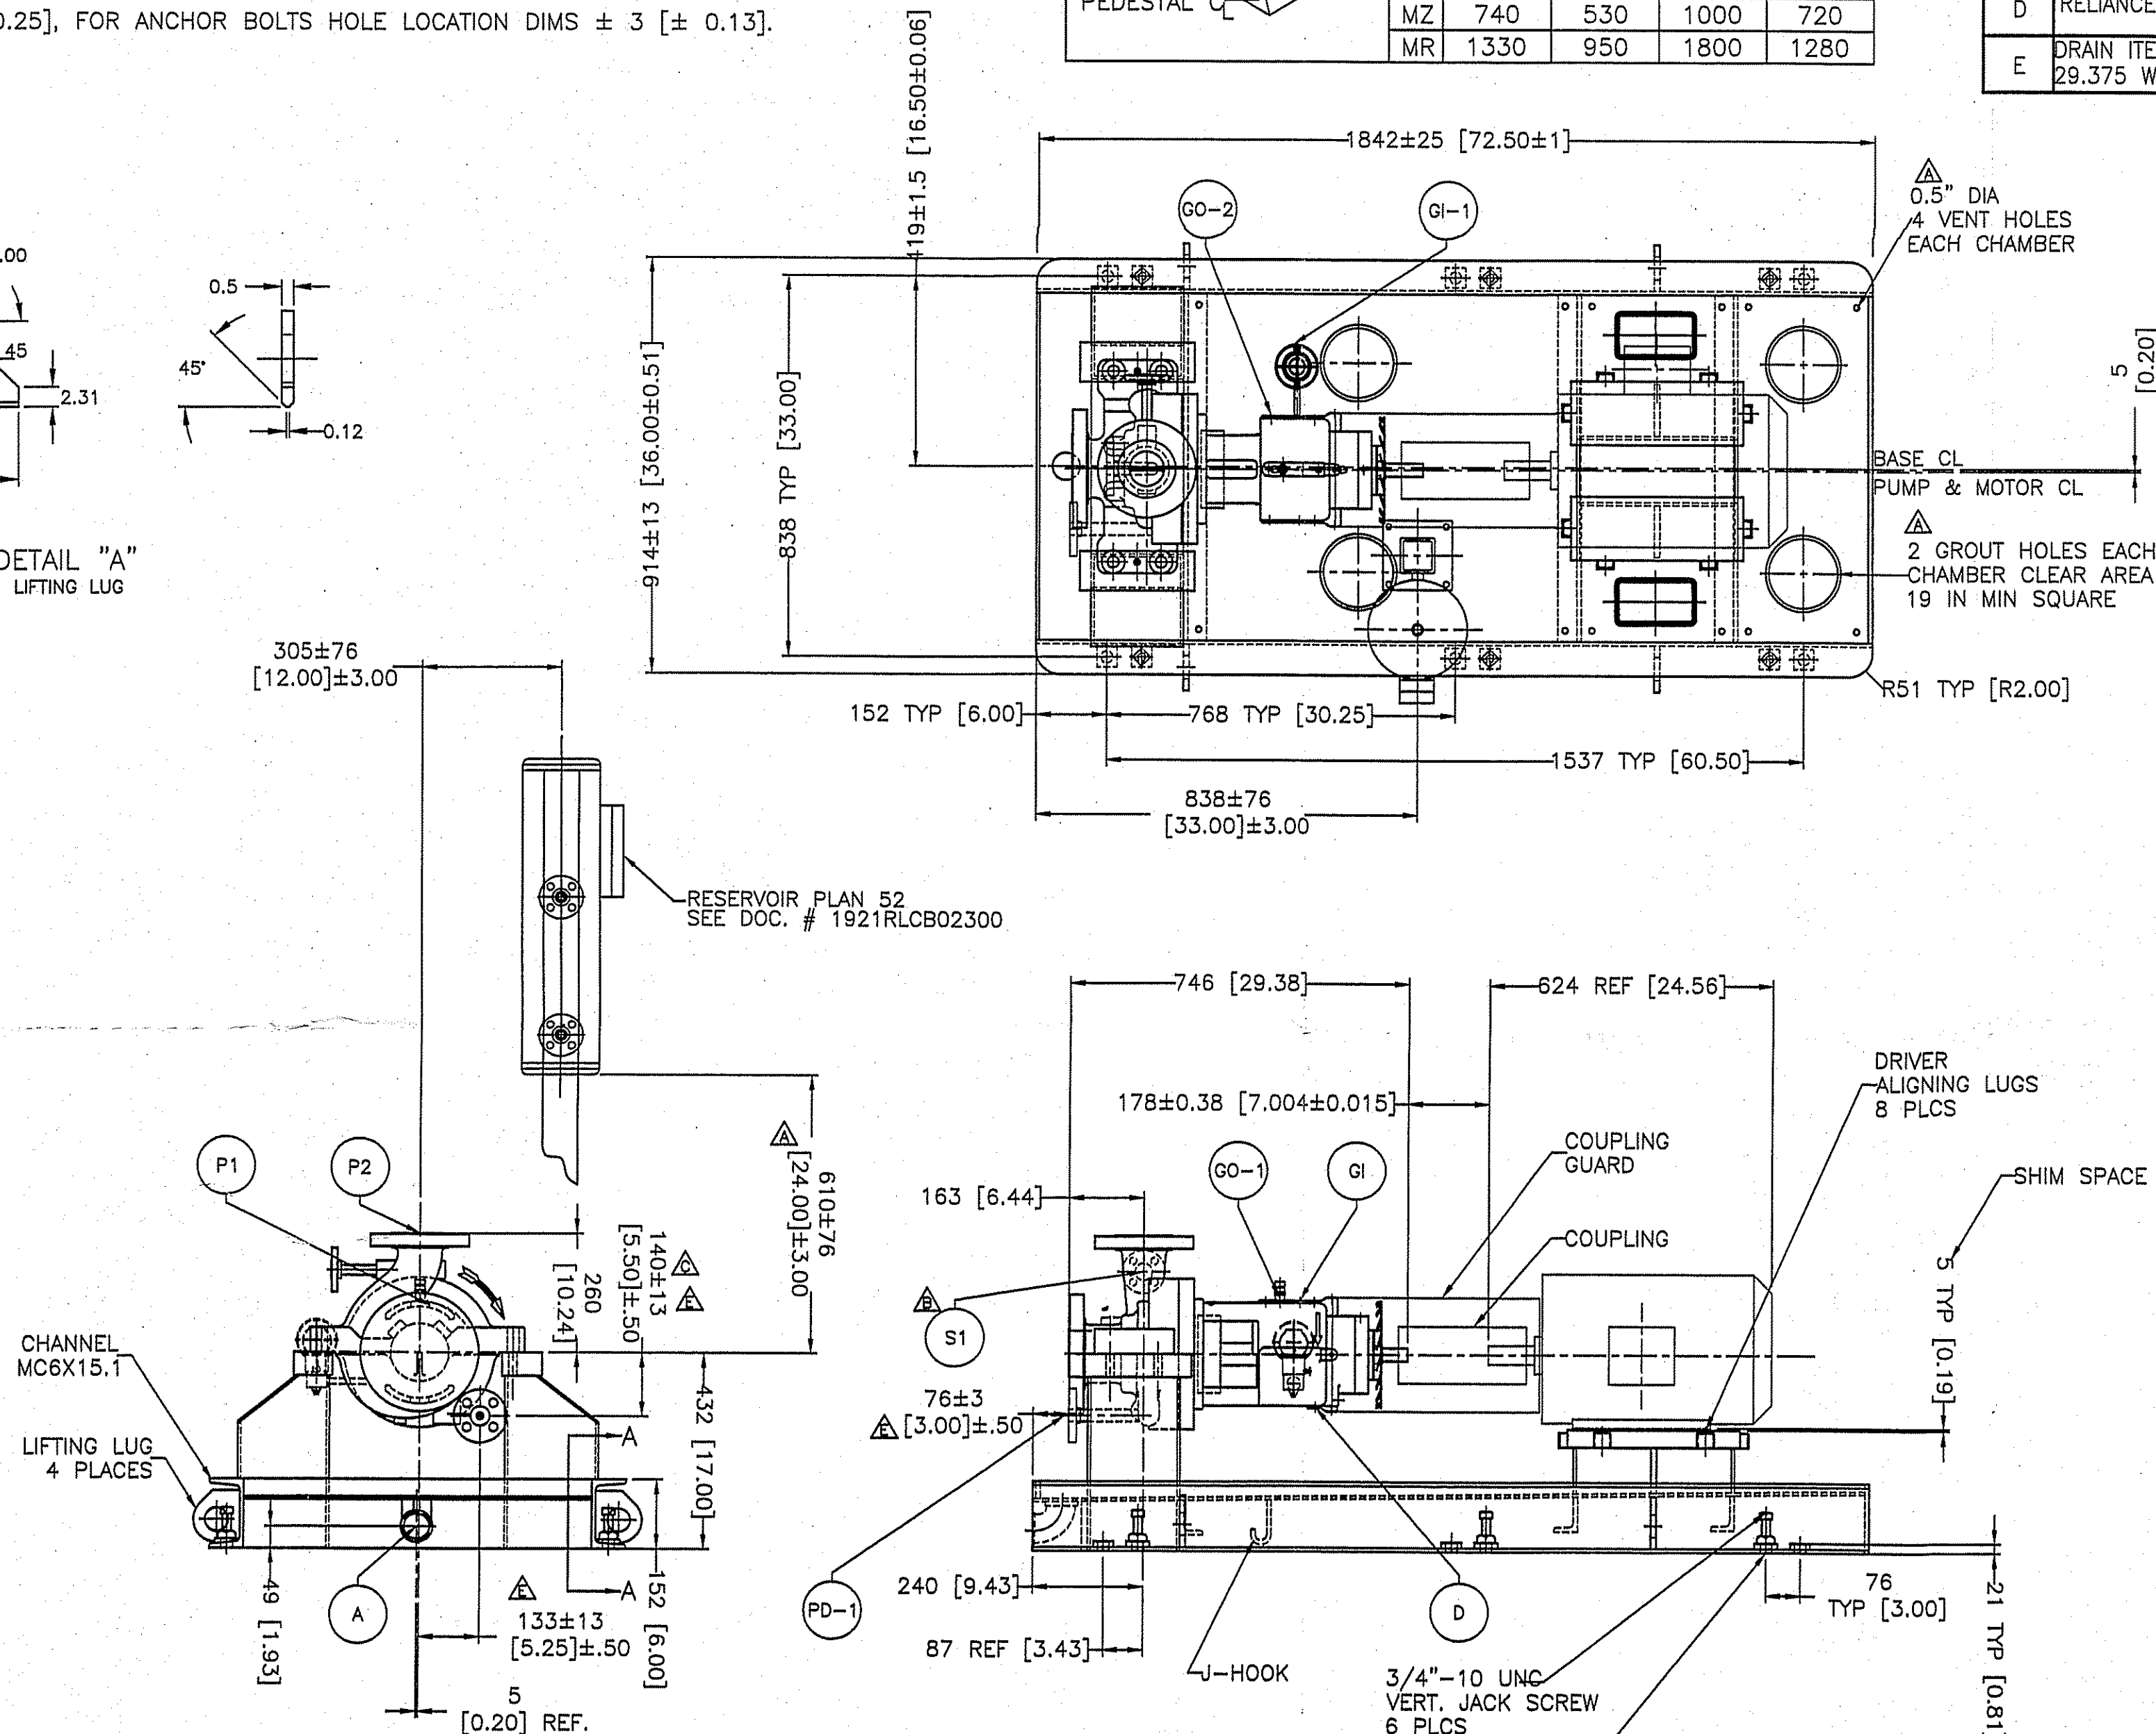 0.25], FOR ANCHOR BOLTS HOLE LOCATION DIMS ± 3 [± 0.13].
PEDESTAL CL
MZ 740 530 1000 720
MR 1330 950 1800 1280
D RELIANCE
E DRAIN ITE
29.375 W
419±1.5 [16.50±0.06]
1842±25 [72.50±1]
GO-2
GI-1
A
0.5" DIA
4 VENT HOLES
EACH CHAMBER
.00
45
2.31
0.5
45°
0.12
DETAIL "A"
LIFTING LUG
914±13 [36.00±0.51]
838 TYP [33.00]
5
[0.20]
BASE CL
PUMP & MOTOR CL
A
2 GROUT HOLES EACH
CHAMBER CLEAR AREA
19 IN MIN SQUARE
R51 TYP [R2.00]
152 TYP [6.00]
768 TYP [30.25]
1537 TYP [60.50]
838±76
[33.00]±3.00
305±76
[12.00]±3.00
RESERVOIR PLAN 52
SEE DOC. # 1921RLCB02300
P1
P2
A
610±76
[24.00]±3.00
260
[10.24]
140±13
[5.50]±.50
C
E
CHANNEL
MC6X15.1
LIFTING LUG
4 PLACES
A
A
432 [17.00]
152 [6.00]
49 [1.93]
A
E
133±13
[5.25]±.50
5
[0.20] REF.
746 [29.38]
624 REF [24.56]
178±0.38 [7.004±0.015]
163 [6.44]
GO-1
GI
COUPLING
GUARD
COUPLING
DRIVER
ALIGNING LUGS
8 PLCS
SHIM SPACE
5 TYP [0.19]
B
S1
76±3
E [3.00]±.50
PD-1
240 [9.43]
87 REF [3.43]
J-HOOK
D
3/4"-10 UNC
VERT. JACK SCREW
6 PLCS
76
TYP [3.00]
21 TYP [0.81]